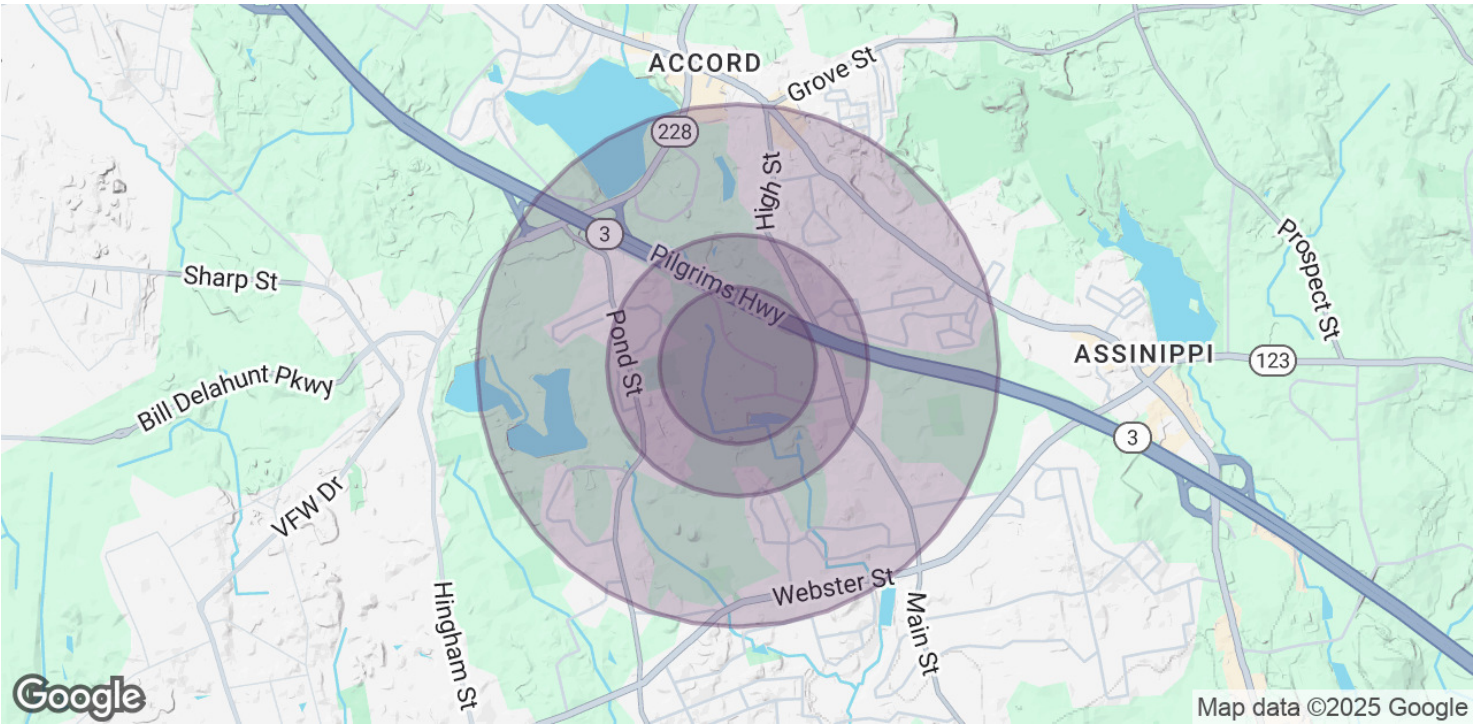 ACCORD
Grove St
228
High St
3
Pilgrims Hwy
Sharp St
Prospect St
Pond St
ASSINIPPI
123
Bill Delahunt Pkwy
3
VFW Dr
Webster St
Hingham St
Main St
Google
Map data ©2025 Google